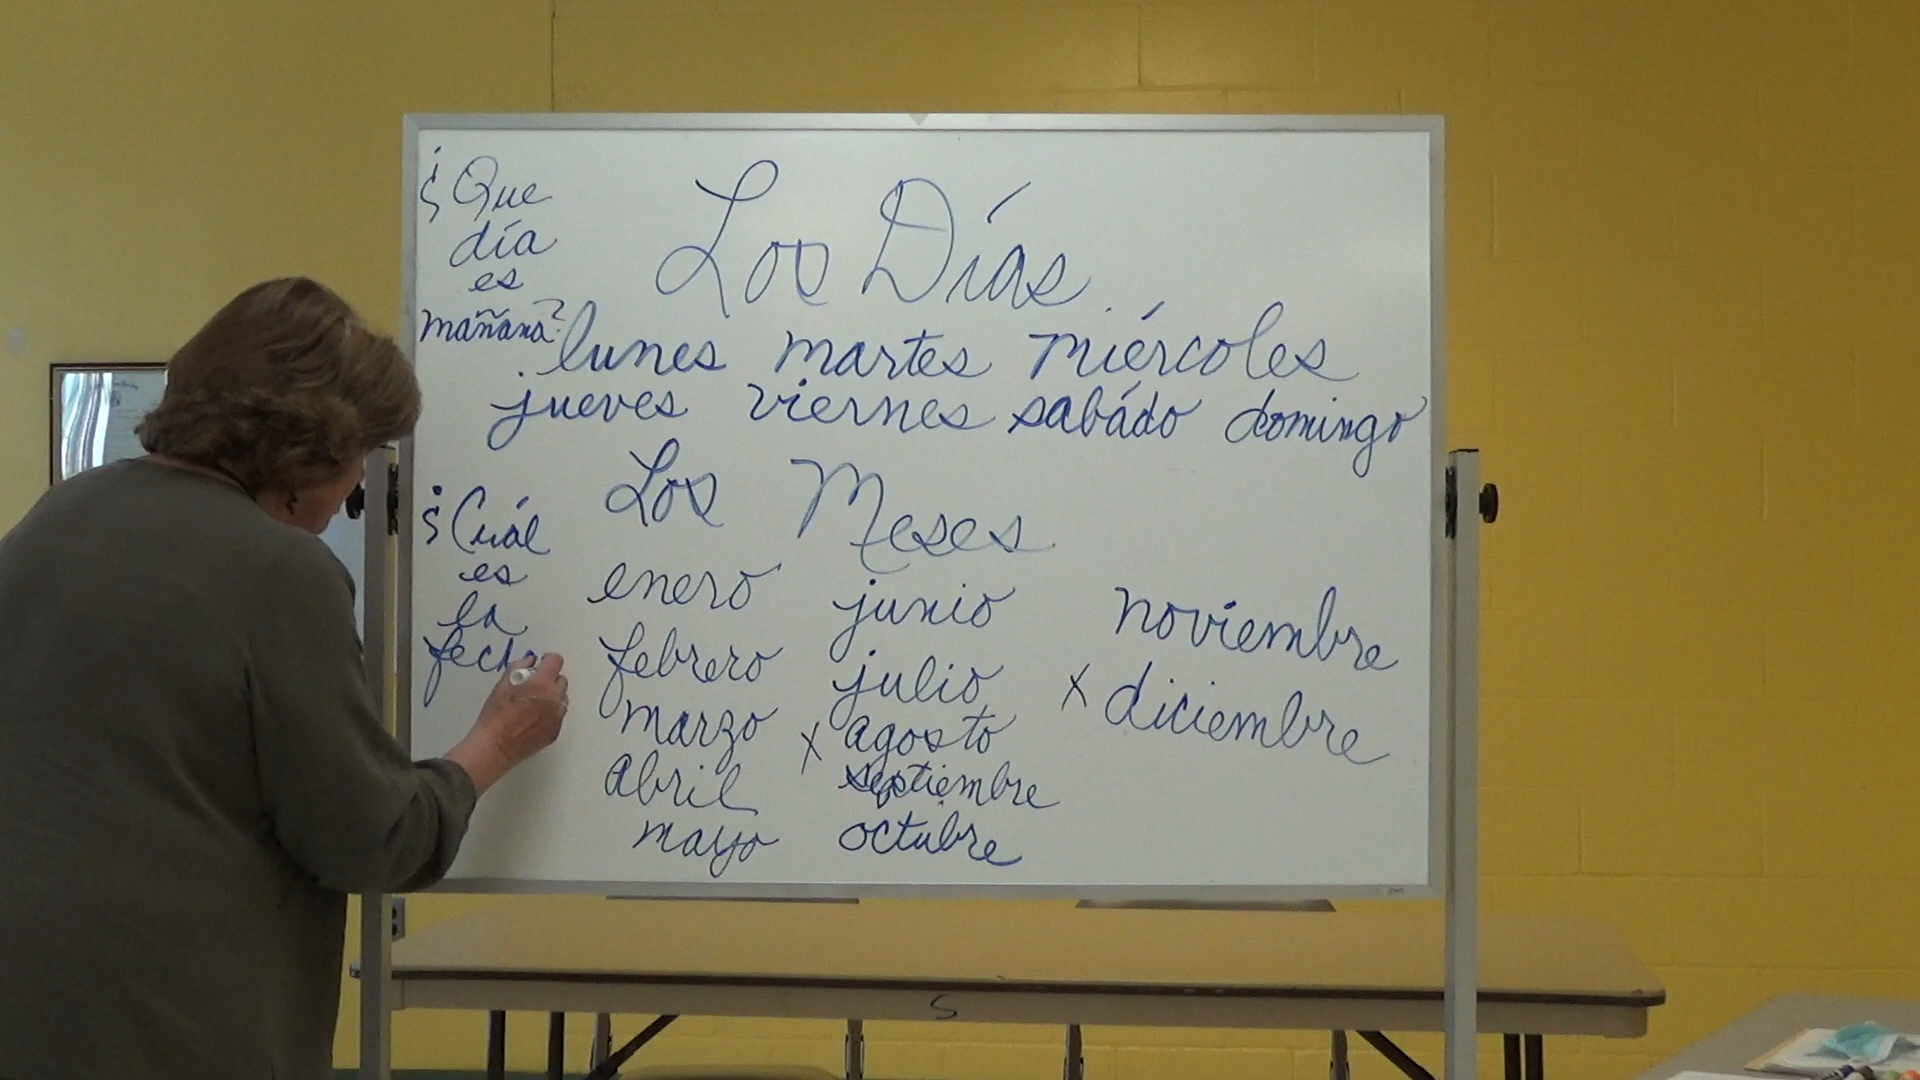 ¿Que
día
es
mañana?
Los Días
lunes martes miércoles
jueves viernes sabádo domingo
Los Meses
¿Cuál
es
la
fecha
enero
febrero
marzo
abril
mayo
junio
julio
x agosto
septiembre
octubre
noviembre
x diciembre
S